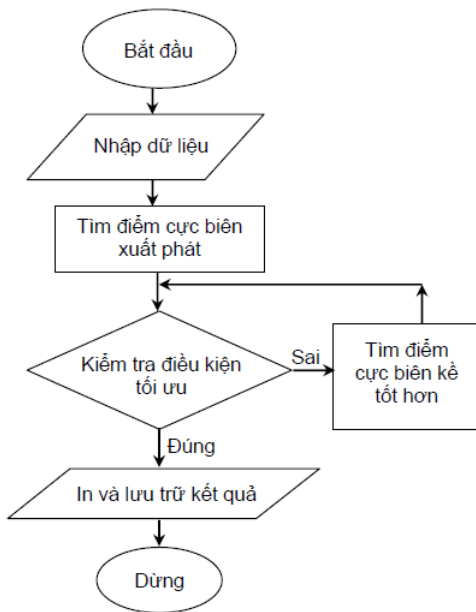 Bắt đầu
Nhập dữ liệu
Tìm điểm cực biên
xuất phát
Kiểm tra điều kiện
tối ưu
Sai
Tìm điểm
cực biên kề
tốt hơn
Đúng
In và lưu trữ kết quả
Dừng